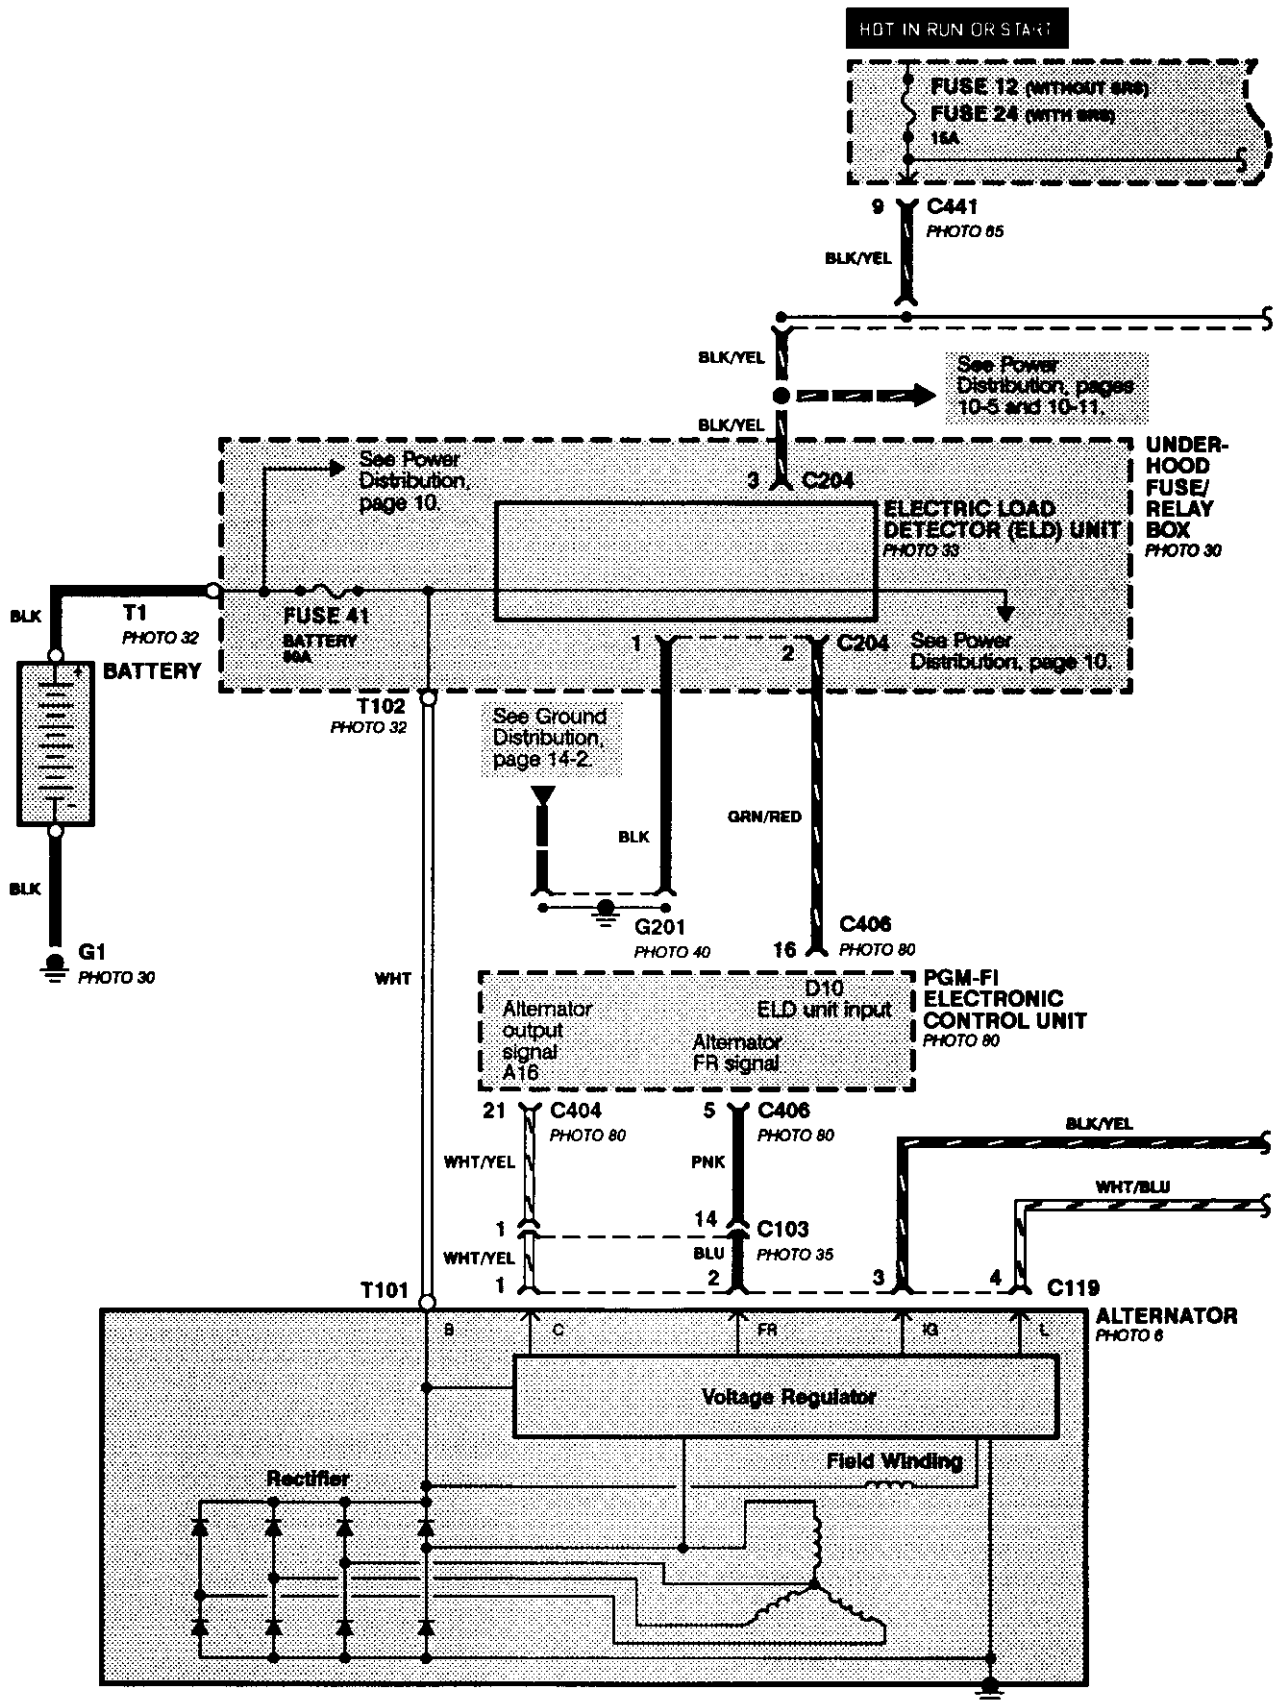 HOT IN RUN OR START
FUSE 12 (WITHOUT SRS)
FUSE 24 (WITH SRS)
15A
9
C441
PHOTO 65
BLK/YEL
BLK/YEL
See Power
Distribution, pages
10-5 and 10-11.
BLK/YEL
UNDER-
HOOD
FUSE/
RELAY
BOX
PHOTO 30
See Power
Distribution,
page 10.
3
C204
ELECTRIC LOAD
DETECTOR (ELD) UNIT
PHOTO 33
BLK
T1
PHOTO 32
FUSE 41
BATTERY
BATTERY
+
-
1
2
C204
See Power
Distribution, page 10.
T102
PHOTO 32
See Ground
Distribution,
page 14-2.
BLK
GRN/RED
BLK
G1
PHOTO 30
G201
PHOTO 40
16
C406
PHOTO 80
WHT
D10
ELD unit input
Alternator
output
signal
A16
Alternator
FR signal
PGM-FI
ELECTRONIC
CONTROL UNIT
PHOTO 80
21
C404
PHOTO 80
5
C406
PHOTO 80
BLK/YEL
WHT/YEL
PNK
WHT/BLU
1
14
C103
PHOTO 35
WHT/YEL
BLU
1
2
3
4
C119
T101
ALTERNATOR
PHOTO 6
B
C
FR
IG
L
Voltage Regulator
Field Winding
Rectifier